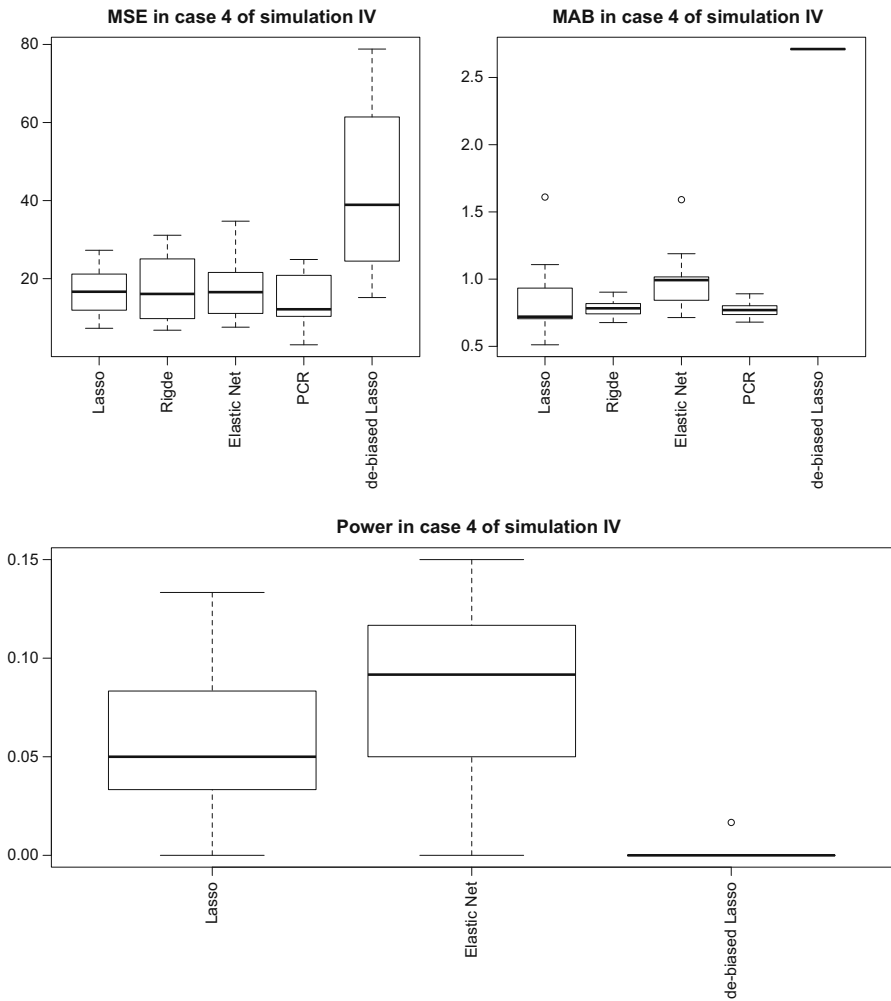 MSE in case 4 of simulation IV
80
60
40
20
Lasso
Rigde
Elastic Net
PCR
de-biased Lasso
MAB in case 4 of simulation IV
2.5
2.0
1.5
1.0
0.5
Lasso
Rigde
Elastic Net
PCR
de-biased Lasso
Power in case 4 of simulation IV
0.15
0.10
0.05
0.00
Lasso
Elastic Net
de-biased Lasso